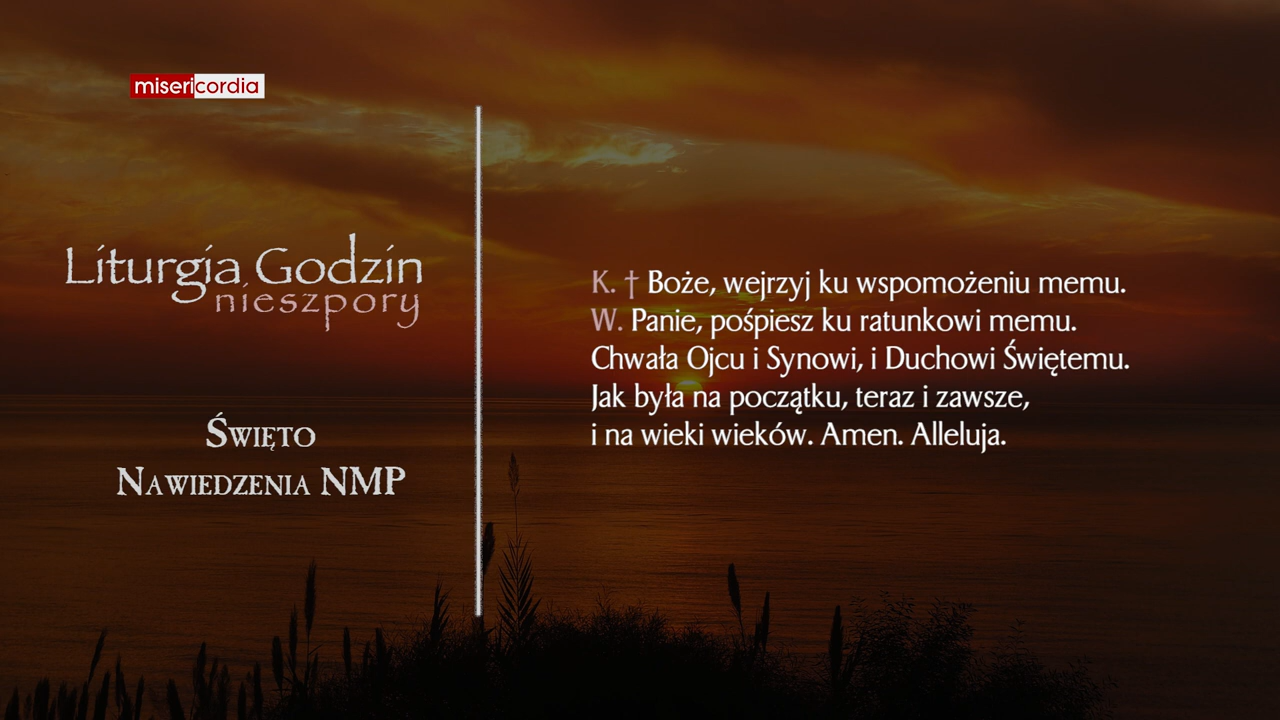 misericordia
Liturgia Godzin
nieszpory
Święto
Nawiedzenia NMP
K. † Boże, wejrzyj ku wspomożeniu memu.
W. Panie, pośpiesz ku ratunkowi memu.
Chwała Ojcu i Synowi, i Duchowi Świętemu.
Jak była na początku, teraz i zawsze,
i na wieki wieków. Amen. Alleluja.